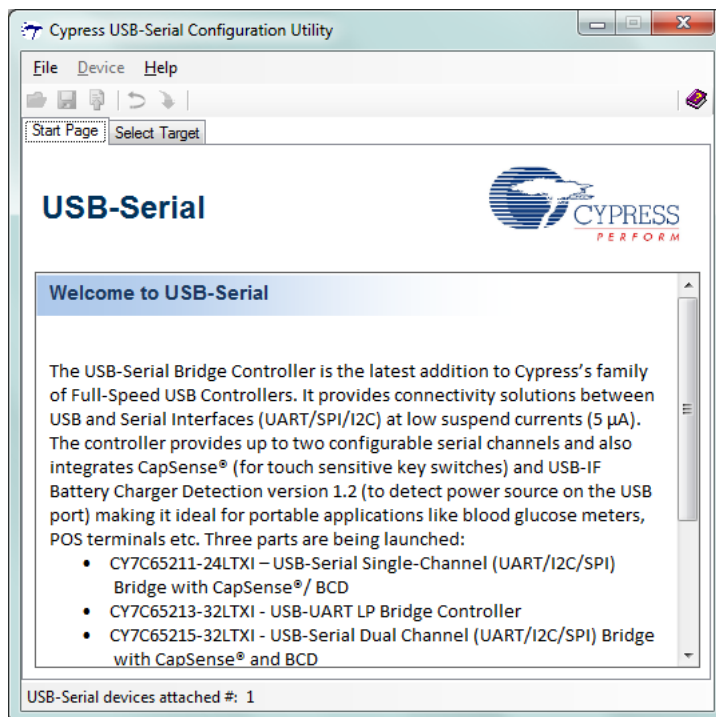 Cypress USB-Serial Configuration Utility
File Device Help
Start Page Select Target
USB-Serial
CYPRESS
PERFORM
Welcome to USB-Serial
The USB-Serial Bridge Controller is the latest addition to Cypress's family
of Full-Speed USB Controllers. It provides connectivity solutions between
USB and Serial Interfaces (UART/SPI/I2C) at low suspend currents (5 µA).
The controller provides up to two configurable serial channels and also
integrates CapSense® (for touch sensitive key switches) and USB-IF
Battery Charger Detection version 1.2 (to detect power source on the USB
port) making it ideal for portable applications like blood glucose meters,
POS terminals etc. Three parts are being launched:
• CY7C65211-24LTXI – USB-Serial Single-Channel (UART/I2C/SPI)
Bridge with CapSense®/ BCD
• CY7C65213-32LTXI - USB-UART LP Bridge Controller
• CY7C65215-32LTXI - USB-Serial Dual Channel (UART/I2C/SPI) Bridge
with CapSense® and BCD
USB-Serial devices attached #: 1